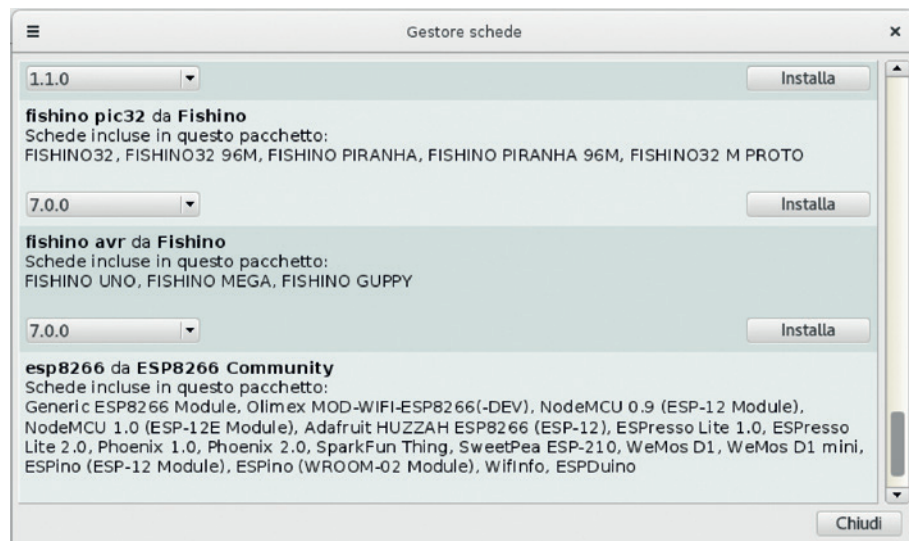 Gestore schede
1.1.0
Installa
fishino pic32 da Fishino
Schede incluse in questo pacchetto:
FISHINO32, FISHINO32 96M, FISHINO PIRANHA, FISHINO PIRANHA 96M, FISHINO32 M PROTO
7.0.0
Installa
fishino avr da Fishino
Schede incluse in questo pacchetto:
FISHINO UNO, FISHINO MEGA, FISHINO GUPPY
7.0.0
Installa
esp8266 da ESP8266 Community
Schede incluse in questo pacchetto:
Generic ESP8266 Module, Olimex MOD-WIFI-ESP8266(-DEV), NodeMCU 0.9 (ESP-12 Module),
NodeMCU 1.0 (ESP-12E Module), Adafruit HUZZAH ESP8266 (ESP-12), ESPresso Lite 1.0, ESPresso
Lite 2.0, Phoenix 1.0, Phoenix 2.0, SparkFun Thing, SweetPea ESP-210, WeMos D1, WeMos D1 mini,
ESPino (ESP-12 Module), ESPino (WROOM-02 Module), WifInfo, ESPDuino
Chiudi